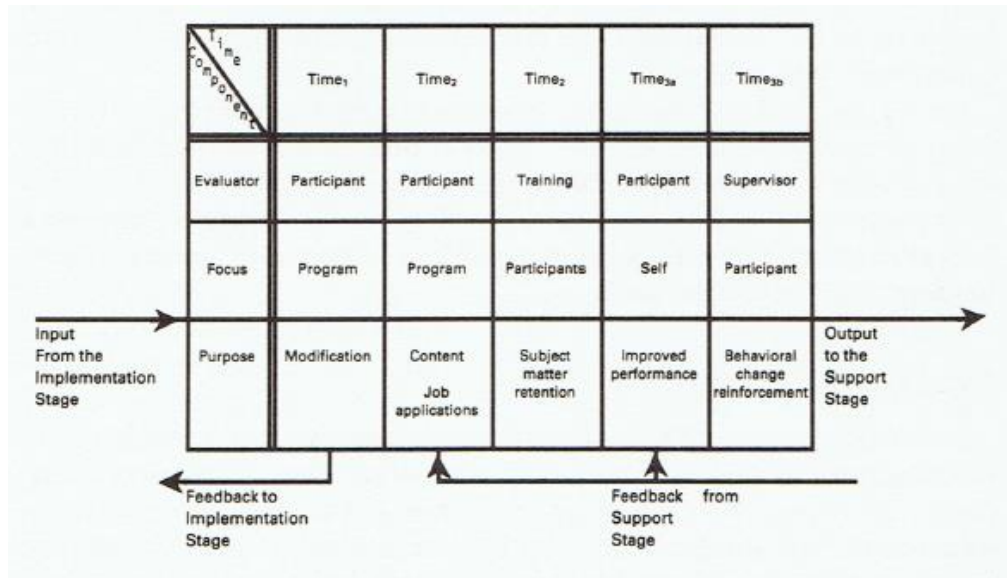 Time
Component
Time₁ Time₂ Time₂ Time₃ₐ Time₃b
Evaluator Participant Participant Training Participant Supervisor
Focus Program Program Participants Self Participant
Input
From the
Implementation
Stage
Purpose Modification Content Subject Improved Behavioral
matter performance change
Job retention reinforcement
applications
Output
to the
Support
Stage
Feedback to
Implementation
Stage
Feedback from
Support
Stage